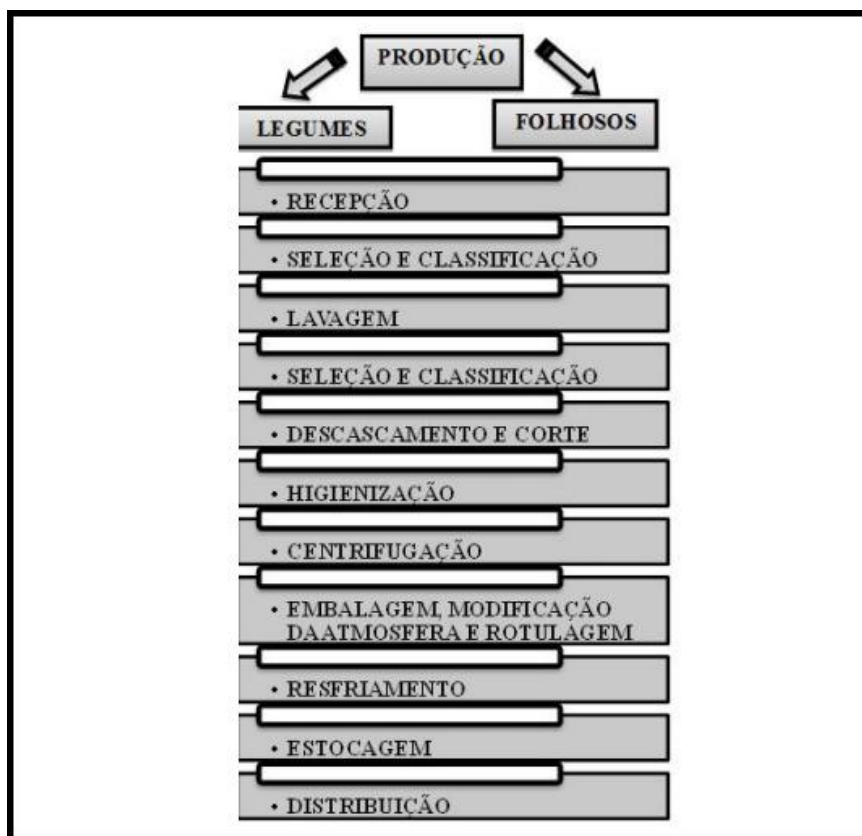 PRODUÇÃO
LEGUMES
FOLHOSOS
• RECEPÇÃO
• SELEÇÃO E CLASSIFICAÇÃO
• LAVAGEM
• SELEÇÃO E CLASSIFICAÇÃO
• DESCASCAMENTO E CORTE
• HIGIENIZAÇÃO
• CENTRIFUGAÇÃO
• EMBALAGEM, MODIFICAÇÃO
DAATMOSFERA E ROTULAGEM
• RESFRIAMENTO
• ESTOCAGEM
• DISTRIBUIÇÃO